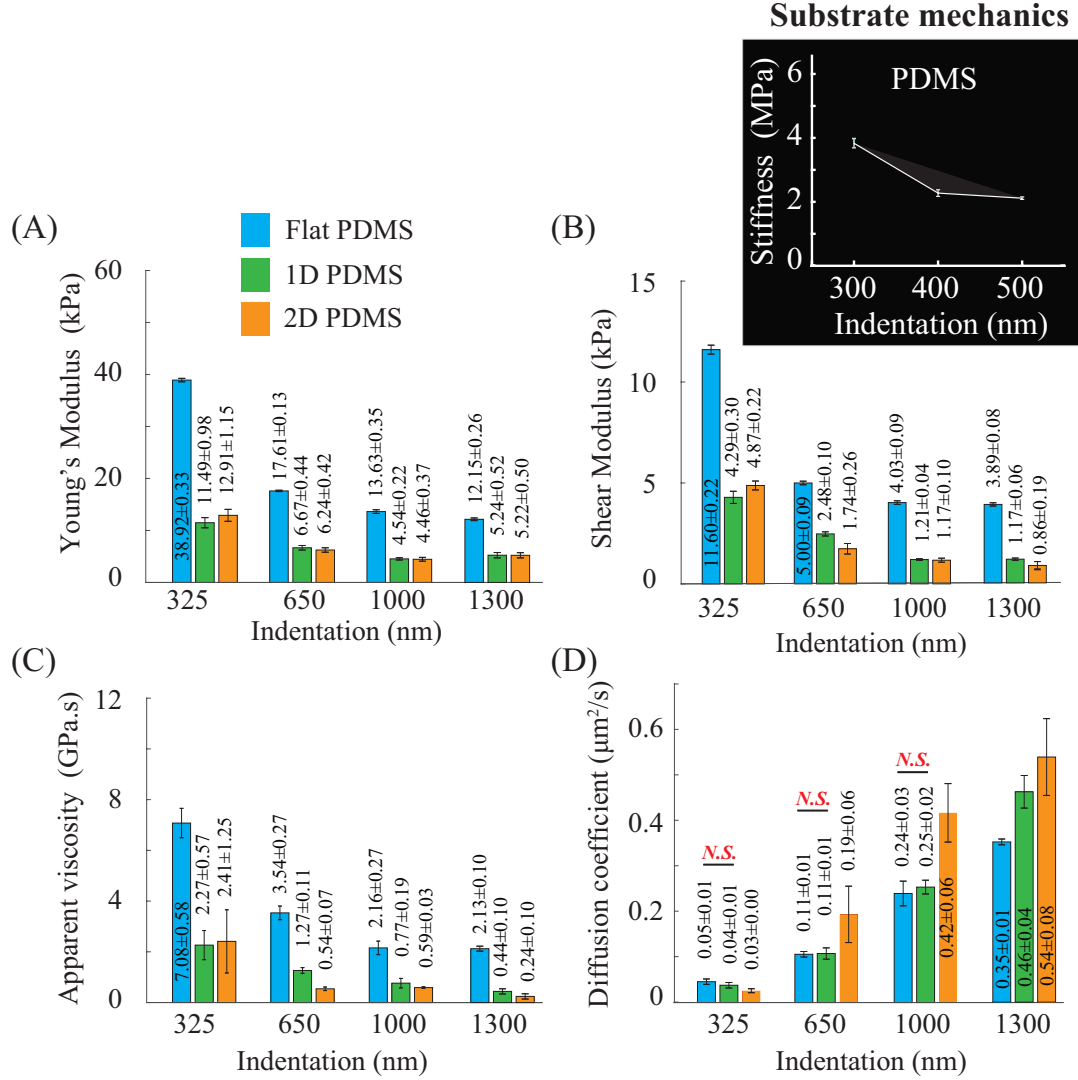 Substrate mechanics
PDMS
Stiffness (MPa)
6
4
2
0
300 400 500
Indentation (nm)
(A)
Flat PDMS
1D PDMS
2D PDMS
Young's Modulus (kPa)
60
40
20
0
38.92±0.33
11.49±0.98
12.91±1.15
17.61±0.13
6.67±0.44
6.24±0.42
13.63±0.35
4.54±0.22
4.46±0.37
12.15±0.26
5.24±0.52
5.22±0.50
325 650 1000 1300
Indentation (nm)
(B)
Shear Modulus (kPa)
15
10
5
0
11.60±0.22
4.29±0.30
4.87±0.22
5.00±0.09
2.48±0.10
1.74±0.26
4.03±0.09
1.21±0.04
1.17±0.10
3.89±0.08
1.17±0.06
0.86±0.19
325 650 1000 1300
Indentation (nm)
(C)
Apparent viscosity (GPa.s)
12
8
4
0
7.08±0.58
2.27±0.57
2.41±1.25
3.54±0.27
1.27±0.11
0.54±0.07
2.16±0.27
0.77±0.19
0.59±0.03
2.13±0.10
0.44±0.10
0.24±0.10
325 650 1000 1300
Indentation (nm)
(D)
Diffusion coefficient (µm²/s)
0.6
0.4
0.2
0
N.S.
0.05±0.01
0.04±0.01
0.03±0.00
N.S.
0.11±0.01
0.11±0.01
0.19±0.06
N.S.
0.24±0.03
0.25±0.02
0.42±0.06
0.35±0.01
0.46±0.04
0.54±0.08
325 650 1000 1300
Indentation (nm)